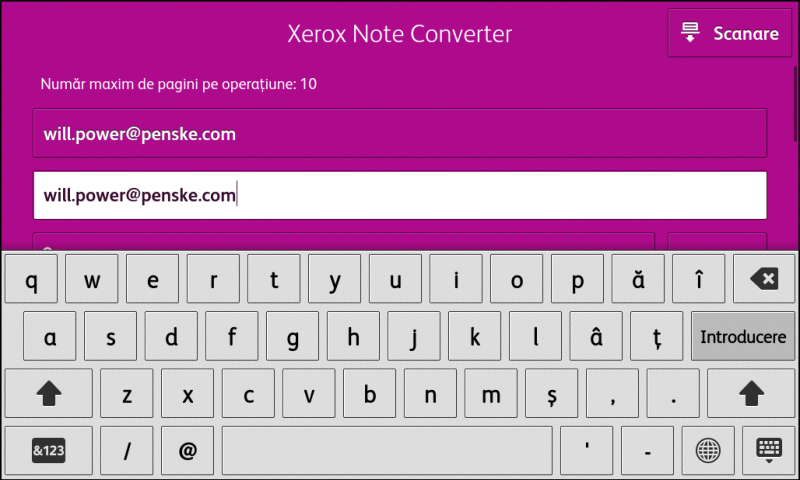 Xerox Note Converter
Scanare
Număr maxim de pagini pe operațiune: 10
will.power@penske.com
will.power@penske.com
q w e r t y u i o p ă î
a s d f g h j k l â ț Introducere
z x c v b n m ș , .
&123 / @ ' -